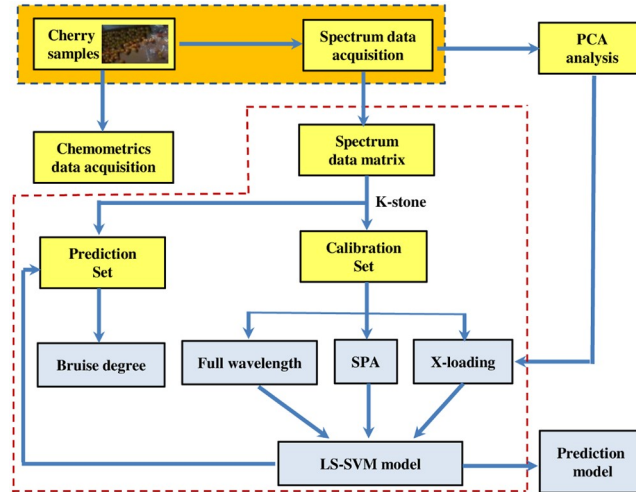 Cherry
samples
Spectrum data
acquisition
PCA
analysis
Chemometrics
data acquisition
Spectrum
data matrix
K-stone
Prediction
Set
Calibration
Set
Bruise degree
Full wavelength
SPA
X-loading
LS-SVM model
Prediction
model